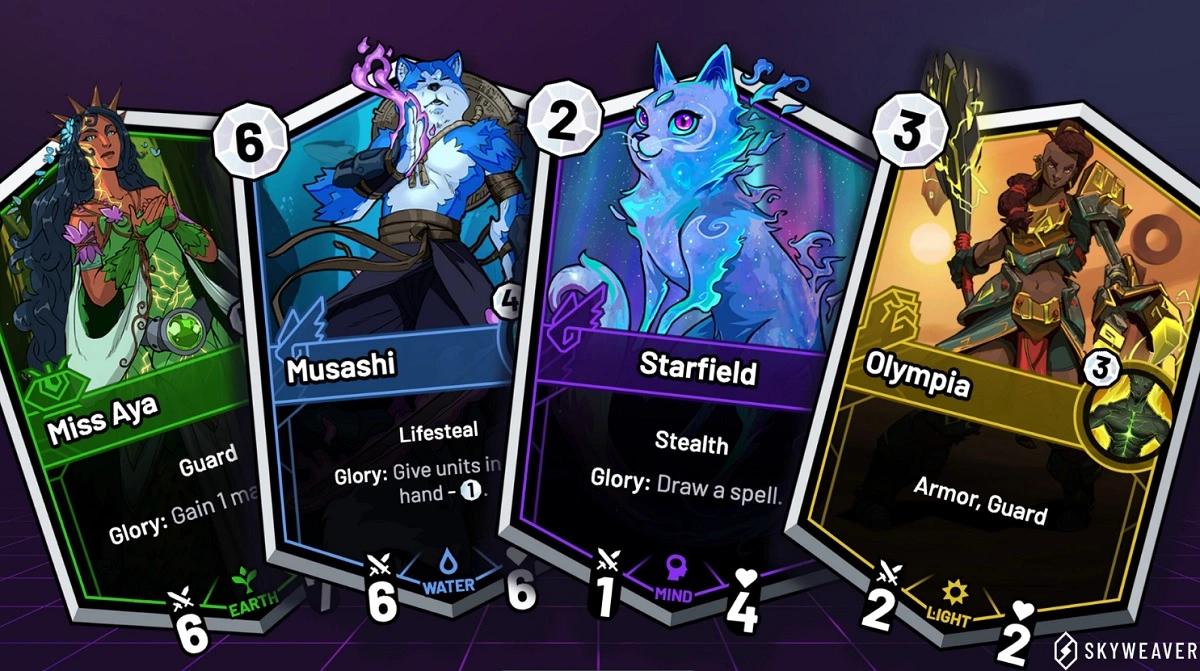 Miss Aya
Guard
Glory: Gain 1
EARTH
6
6
Musashi
Lifesteal
Glory: Give units in
hand - 1.
WATER
6
6
4
2
Starfield
Stealth
Glory: Draw a spell.
MIND
1
4
3
Olympia
3
Armor, Guard
LIGHT
2
2
SKYWEAVER